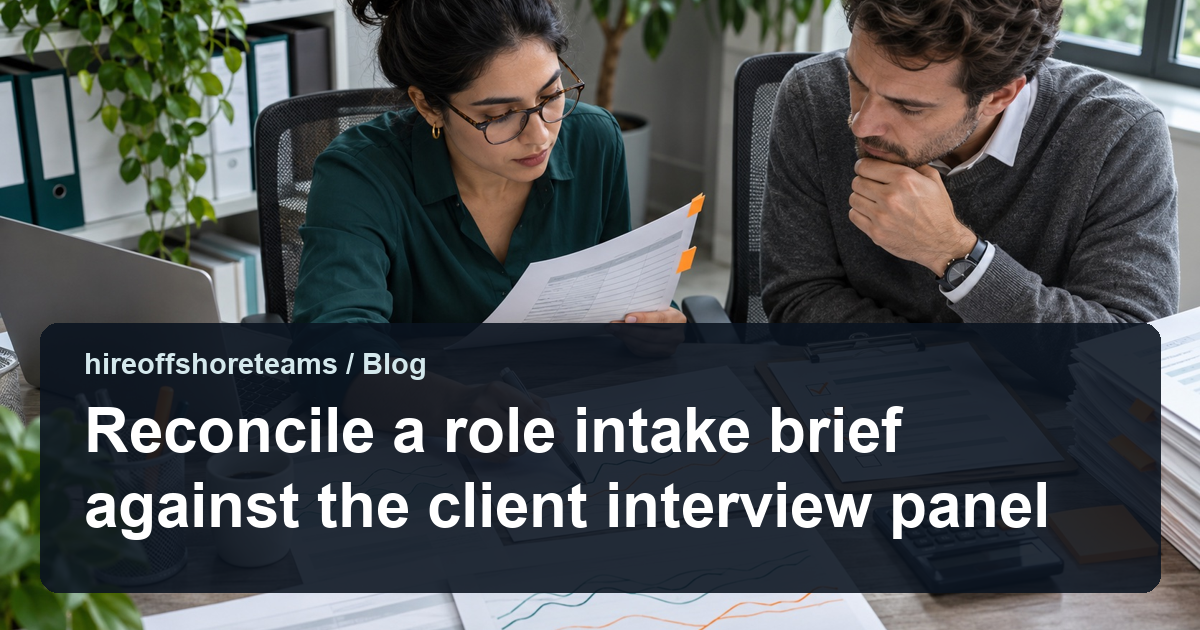 hireoffshoreteams / Blog
Reconcile a role intake brief
against the client interview panel